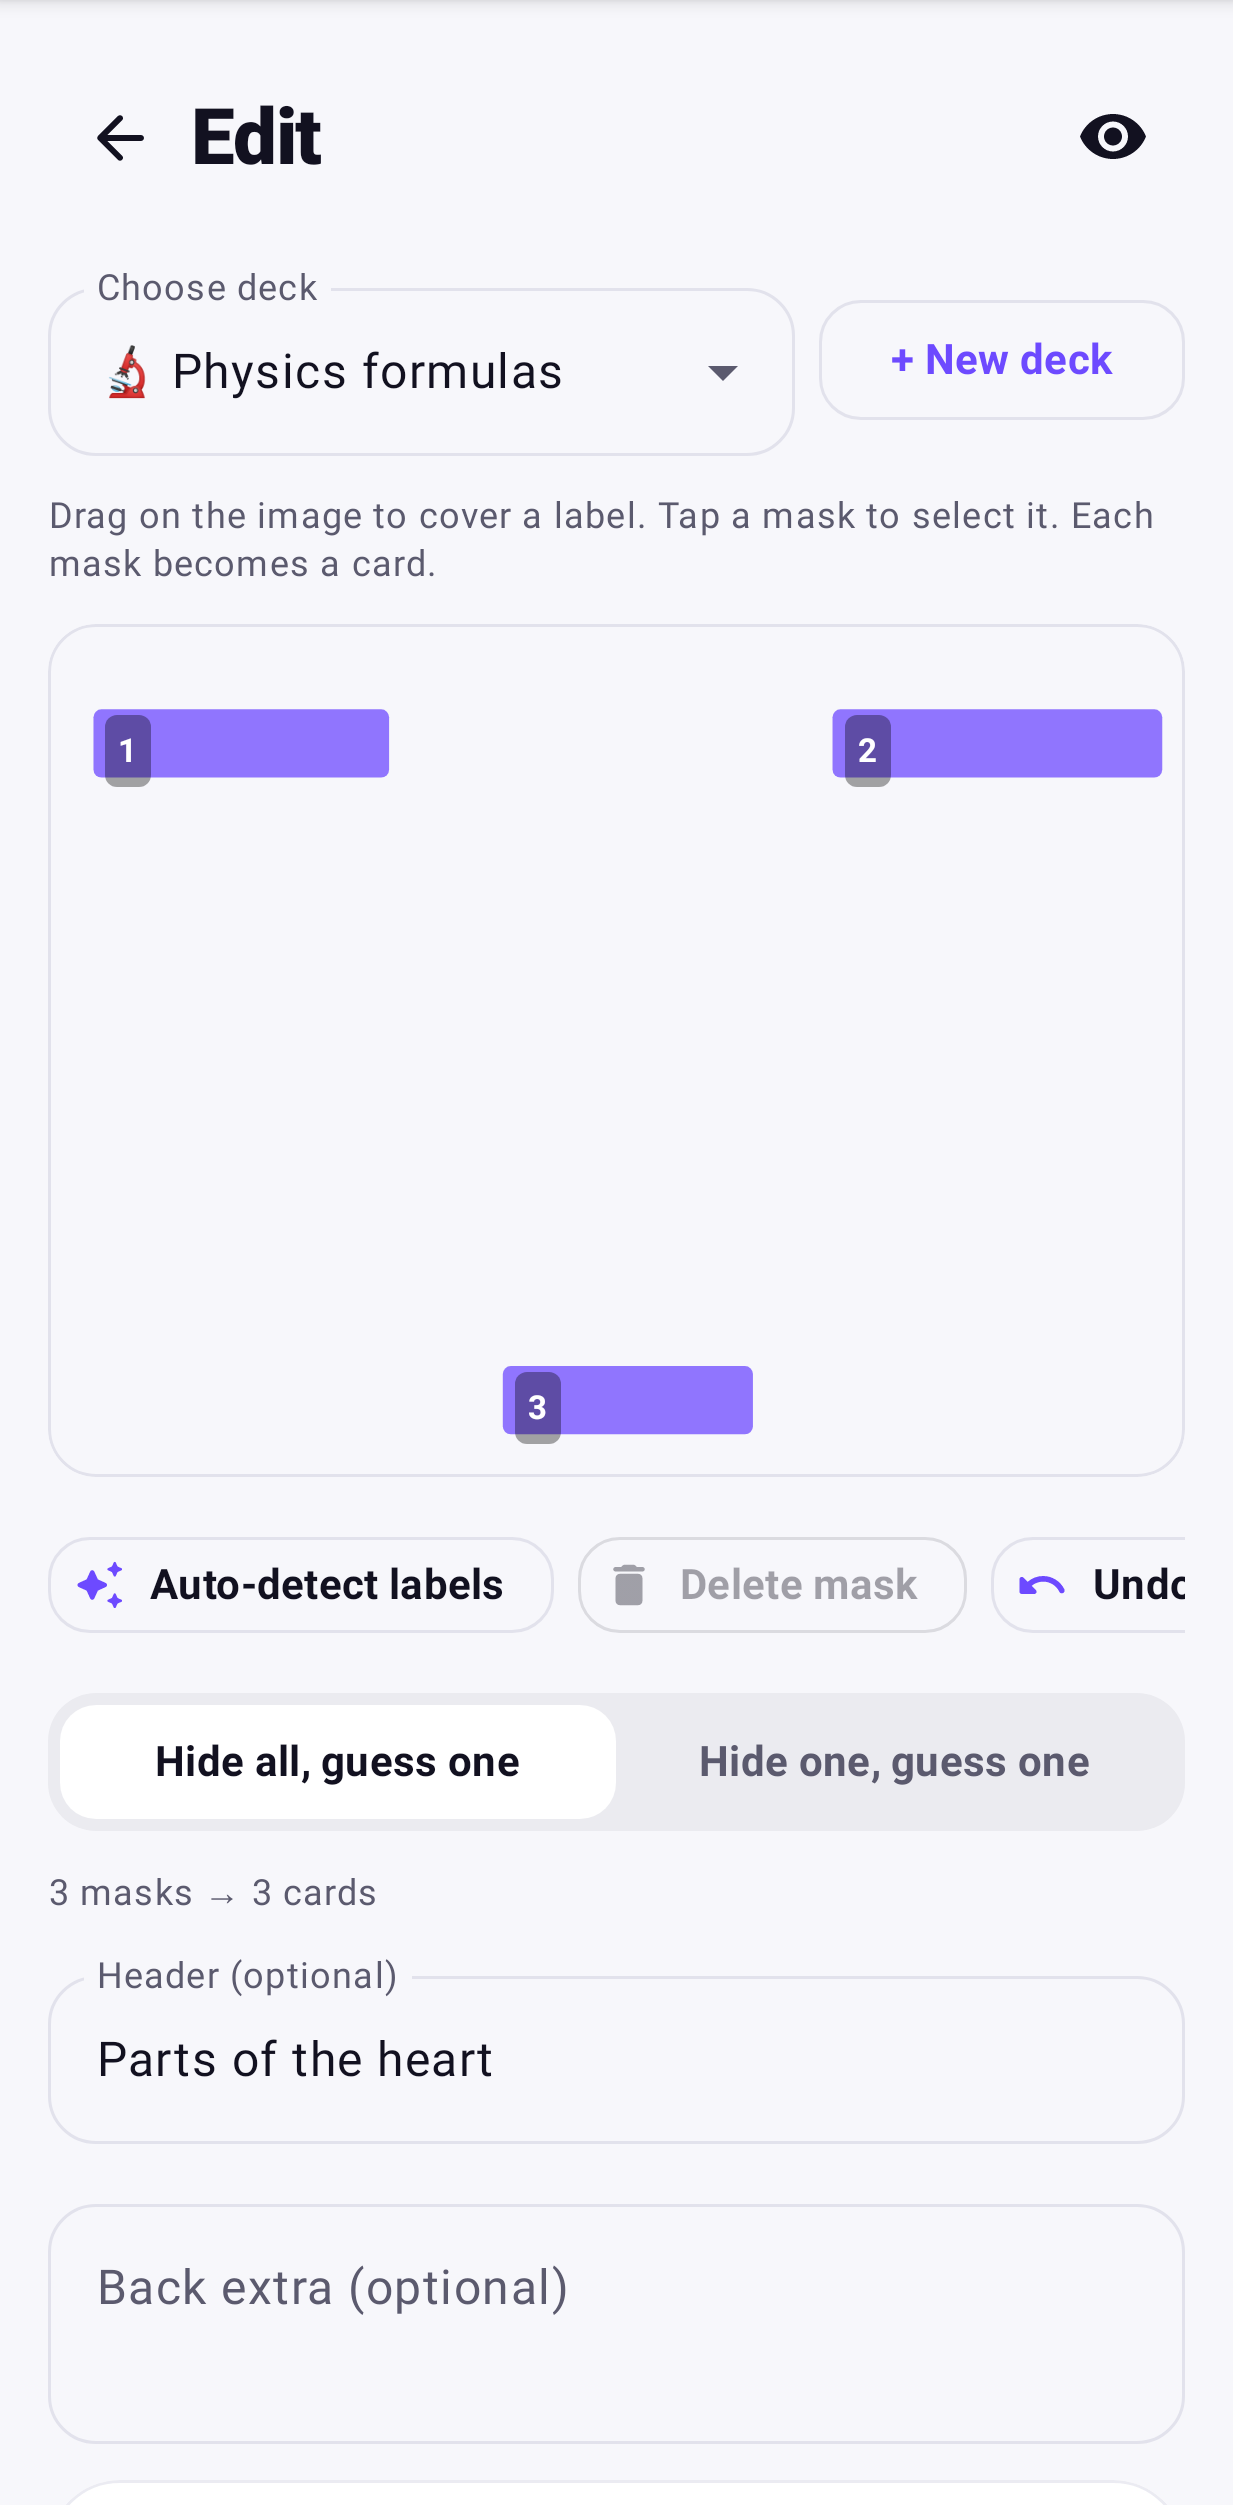 Edit
Choose deck
Physics formulas
+ New deck
Drag on the image to cover a label. Tap a mask to select it. Each
mask becomes a card.
1
2
3
Auto-detect labels
Delete mask
Hide all, guess one
Hide one, guess one
3 masks → 3 cards
Header (optional)
Parts of the heart
Back extra (optional)